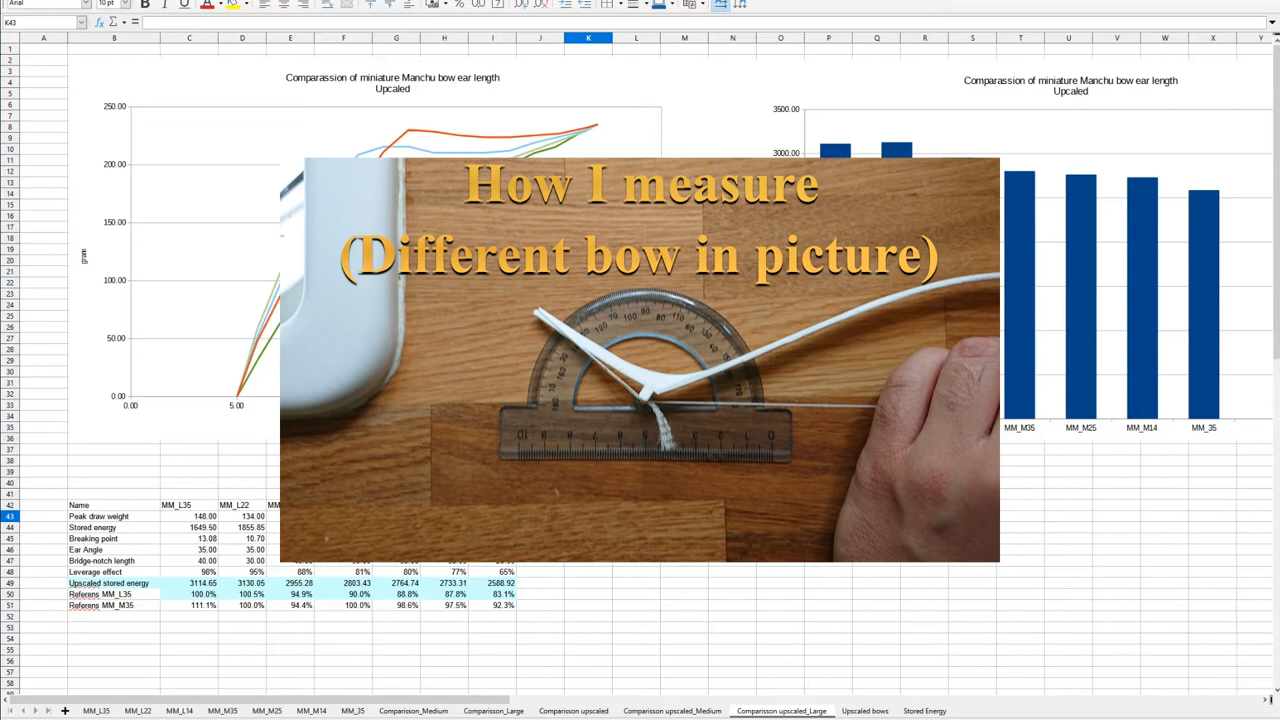 Arial
10 pt
K43
A B C D E F G H I J K L M N O P Q R S T U V W X Y
Comparassion of miniature Manchu bow ear length
Upcaled
250.00
200.00
150.00
100.00
50.00
0.00
gram
0.00 5.00
Comparassion of miniature Manchu bow ear length
Upcaled
3500.00
3000.00
MM_M35 MM_M25 MM_M14 MM_35
How I measure
(Different bow in picture)
Name MM_L35 MM_L22
Peak draw weight 148.00 134.00
Stored energy 1649.50 1855.85
Breaking point 13.08 10.70
Ear Angle 35.00 35.00
Bridge-notch length 40.00 30.00
Leverage effect 98% 95% 88% 81% 80% 77% 65%
Upscaled stored energy 3114.65 3130.05 2955.28 2803.43 2764.74 2733.31 2588.92
Referens MM_L35 100.0% 100.5% 94.9% 90.0% 88.8% 87.8% 83.1%
Referens MM_M35 111.1% 100.0% 94.4% 100.0% 98.6% 97.5% 92.3%
MM_L35 MM_L22 MM_L14 MM_M35 MM_M25 MM_M14 MM_35 Comparisson_Medium Comparisson_Large Comparisson upscaled Comparisson upscaled_Medium Comparisson upscaled_Large Upscaled bows Stored Energy